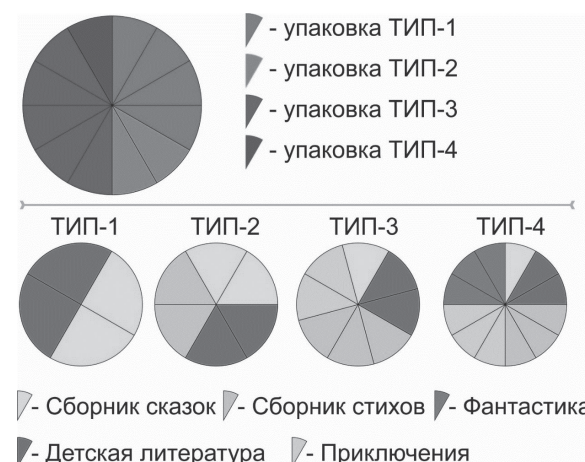 - упаковка ТИП-1
- упаковка ТИП-2
- упаковка ТИП-3
- упаковка ТИП-4
ТИП-1 ТИП-2 ТИП-3 ТИП-4
- Сборник сказок - Сборник стихов - Фантастика
- Детская литература - Приключения